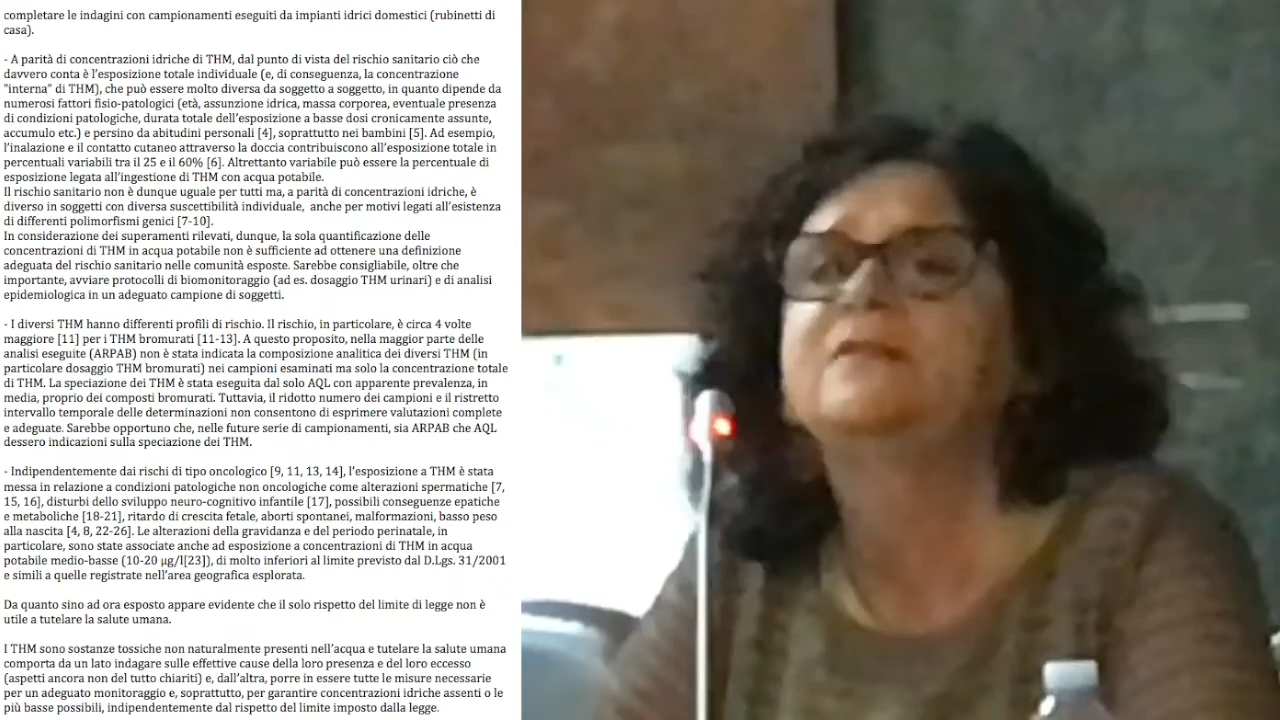 completare le indagini con campionamenti eseguiti da impianti idrici domestici (rubinetti di
casa).
- A parità di concentrazioni idriche di THM, dal punto di vista del rischio sanitario ciò che
davvero conta è l'esposizione totale individuale (e, di conseguenza, la concentrazione
"interna" di THM), che può essere molto diversa da soggetto a soggetto, in quanto dipende da
numerosi fattori fisio-patologici (età, assunzione idrica, massa corporea, eventuale presenza
di condizioni patologiche, durata totale dell'esposizione a basse dosi cronicamente assunte,
accumulo etc.) e persino da abitudini personali [4], soprattutto nei bambini [5]. Ad esempio,
l'inalazione e il contatto cutaneo attraverso la doccia contribuiscono all'esposizione totale in
percentuali variabili tra il 25 e il 60% [6]. Altrettanto variabile può essere la percentuale di
esposizione legata all'ingestione di THM con acqua potabile.
Il rischio sanitario non è dunque uguale per tutti ma, a parità di concentrazioni idriche, è
diverso in soggetti con diversa suscettibilità individuale, anche per motivi legati all'esistenza
di differenti polimorfismi genici [7-10].
In considerazione dei superamenti rilevati, dunque, la sola quantificazione delle
concentrazioni di THM in acqua potabile non è sufficiente ad ottenere una definizione
adeguata del rischio sanitario nelle comunità esposte. Sarebbe consigliabile, oltre che
importante, avviare protocolli di biomonitoraggio (ad es. dosaggio THM urinari) e di analisi
epidemiologica in un adeguato campione di soggetti.
- I diversi THM hanno differenti profili di rischio. Il rischio, in particolare, è circa 4 volte
maggiore [11] per i THM bromurati [11-13]. A questo proposito, nella maggior parte delle
analisi eseguite (ARPAB) non è stata indicata la composizione analitica dei diversi THM (in
particolare dosaggio THM bromurati) nei campioni esaminati ma solo la concentrazione totale
di THM. La speciazione dei THM è stata eseguita dal solo AQL con apparente prevalenza, in
media, proprio dei composti bromurati. Tuttavia, il ridotto numero dei campioni e il ristretto
intervallo temporale delle determinazioni non consentono di esprimere valutazioni complete
e adeguate. Sarebbe opportuno che, nelle future serie di campionamenti, sia ARPAB che AQL
dessero indicazioni sulla speciazione dei THM.
- Indipendentemente dai rischi di tipo oncologico [9, 11, 13, 14], l'esposizione a THM è stata
messa in relazione a condizioni patologiche non oncologiche come alterazioni spermatiche [7,
15, 16], disturbi dello sviluppo neuro-cognitivo infantile [17], possibili conseguenze epatiche
e metaboliche [18-21], ritardo di crescita fetale, aborti spontanei, malformazioni, basso peso
alla nascita [4, 8, 22-26]. Le alterazioni della gravidanza e del periodo perinatale, in
particolare, sono state associate anche ad esposizione a concentrazioni di THM in acqua
potabile medio-basse (10-20 µg/l[23]), di molto inferiori al limite previsto dal D.Lgs. 31/2001
e simili a quelle registrate nell'area geografica esplorata.
Da quanto sino ad ora esposto appare evidente che il solo rispetto del limite di legge non è
utile a tutelare la salute umana.
I THM sono sostanze tossiche non naturalmente presenti nell'acqua e tutelare la salute umana
comporta da un lato indagare sulle effettive cause della loro presenza e del loro eccesso
(aspetti ancora non del tutto chiariti) e, dall'altra, porre in essere tutte le misure necessarie
per un adeguato monitoraggio e, soprattutto, per garantire concentrazioni idriche assenti o le
più basse possibili, indipendentemente dal rispetto del limite imposto dalla legge.